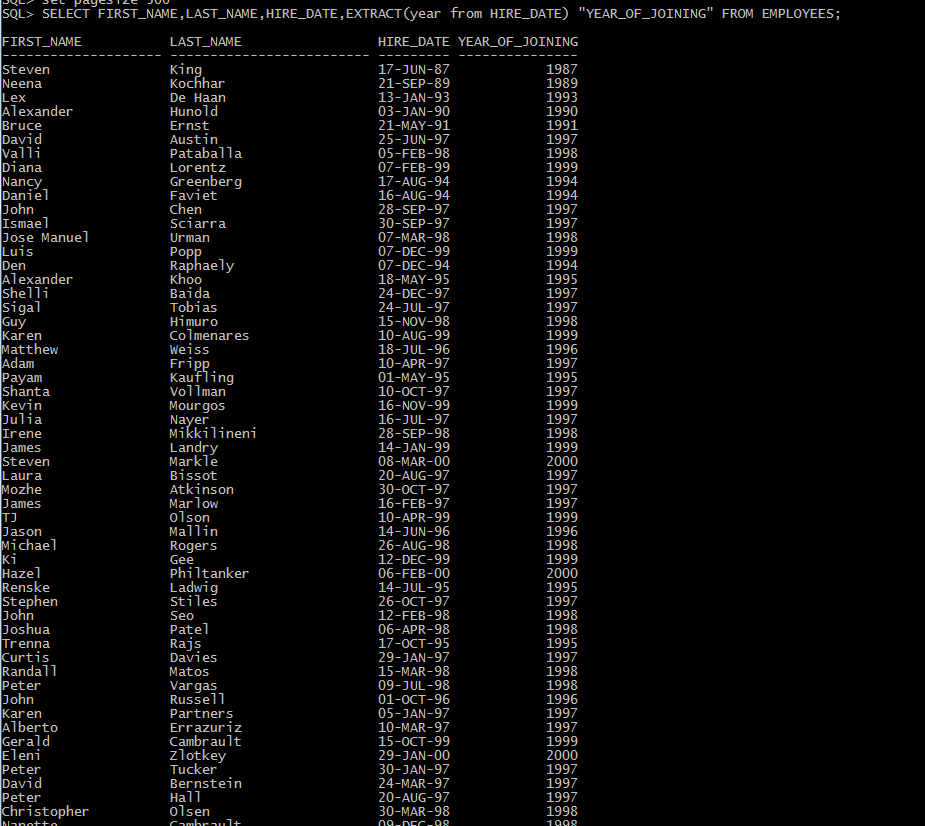 SQL> set pagesize 300
SQL> SELECT FIRST_NAME,LAST_NAME,HIRE_DATE,EXTRACT(year from HIRE_DATE) "YEAR_OF_JOINING" FROM EMPLOYEES;
FIRST_NAME LAST_NAME HIRE_DATE YEAR_OF_JOINING
-------------------- ------------------------- --------- ---------------
Steven King 17-JUN-87 1987
Neena Kochhar 21-SEP-89 1989
Lex De Haan 13-JAN-93 1993
Alexander Hunold 03-JAN-90 1990
Bruce Ernst 21-MAY-91 1991
David Austin 25-JUN-97 1997
Valli Pataballa 05-FEB-98 1998
Diana Lorentz 07-FEB-99 1999
Nancy Greenberg 17-AUG-94 1994
Daniel Faviet 16-AUG-94 1994
John Chen 28-SEP-97 1997
Ismael Sciarra 30-SEP-97 1997
Jose Manuel Urman 07-MAR-98 1998
Luis Popp 07-DEC-99 1999
Den Raphaely 07-DEC-94 1994
Alexander Khoo 18-MAY-95 1995
Shelli Baida 24-DEC-97 1997
Sigal Tobias 24-JUL-97 1997
Guy Himuro 15-NOV-98 1998
Karen Colmenares 10-AUG-99 1999
Matthew Weiss 18-JUL-96 1996
Adam Fripp 10-APR-97 1997
Payam Kaufling 01-MAY-95 1995
Shanta Vollman 10-OCT-97 1997
Kevin Mourgos 16-NOV-99 1999
Julia Nayer 16-JUL-97 1997
Irene Mikkilineni 28-SEP-98 1998
James Landry 14-JAN-99 1999
Steven Markle 08-MAR-00 2000
Laura Bissot 20-AUG-97 1997
Mozhe Atkinson 30-OCT-97 1997
James Marlow 16-FEB-97 1997
TJ Olson 10-APR-99 1999
Jason Mallin 14-JUN-96 1996
Michael Rogers 26-AUG-98 1998
Ki Gee 12-DEC-99 1999
Hazel Philtanker 06-FEB-00 2000
Renske Ladwig 14-JUL-95 1995
Stephen Stiles 26-OCT-97 1997
John Seo 12-FEB-98 1998
Joshua Patel 06-APR-98 1998
Trenna Rajs 17-OCT-95 1995
Curtis Davies 29-JAN-97 1997
Randall Matos 15-MAR-98 1998
Peter Vargas 09-JUL-98 1998
John Russell 01-OCT-96 1996
Karen Partners 05-JAN-97 1997
Alberto Errazuriz 10-MAR-97 1997
Gerald Cambrault 15-OCT-99 1999
Eleni Zlotkey 29-JAN-00 2000
Peter Tucker 30-JAN-97 1997
David Bernstein 24-MAR-97 1997
Peter Hall 20-AUG-97 1997
Christopher Olsen 30-MAR-98 1998
Nanette Cambrault 09-DEC-98 1998